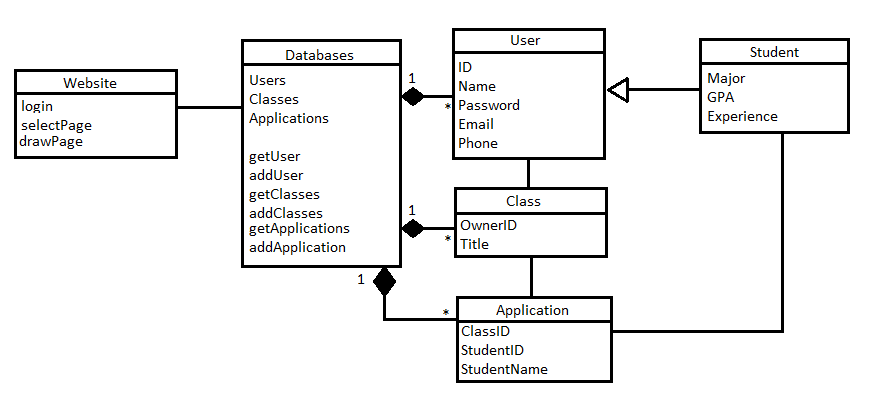 Website
login
selectPage
drawPage
Databases
Users
Classes
Applications
getUser
addUser
getClasses
addClasses
getApplications
addApplication
1
*
1
*
1
*
User
ID
Name
Password
Email
Phone
Class
OwnerID
Title
Application
ClassID
StudentID
StudentName
Student
Major
GPA
Experience